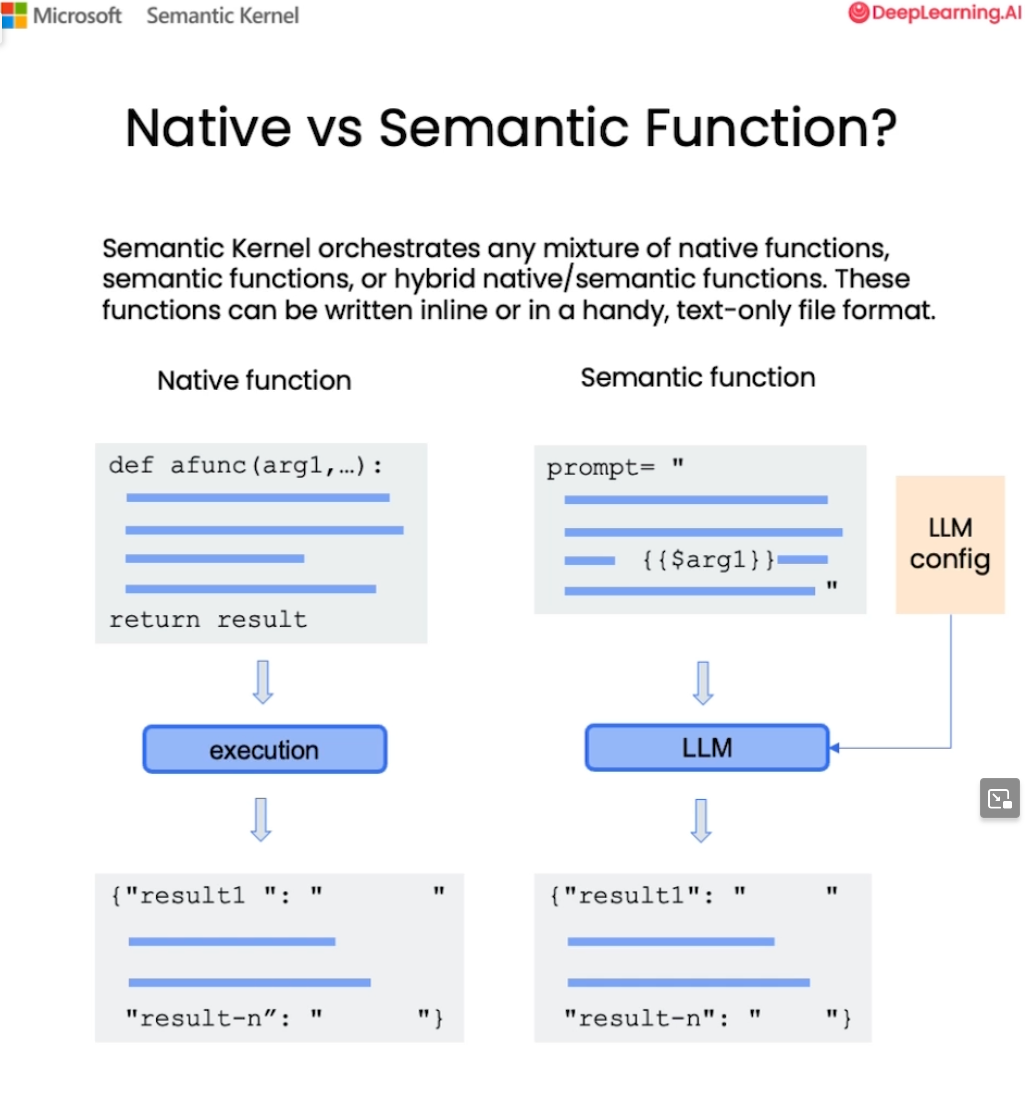 Microsoft Semantic Kernel
DeepLearning.AI
Native vs Semantic Function?
Semantic Kernel orchestrates any mixture of native functions,
semantic functions, or hybrid native/semantic functions. These
functions can be written inline or in a handy, text-only file format.
Native function
def afunc(arg1,…):
return result
execution
{"result1 ": " "
"result-n”: " "}
Semantic function
prompt= "
{{$arg1}}
"
LLM
config
LLM
{"result1": " "
"result-n": " "}